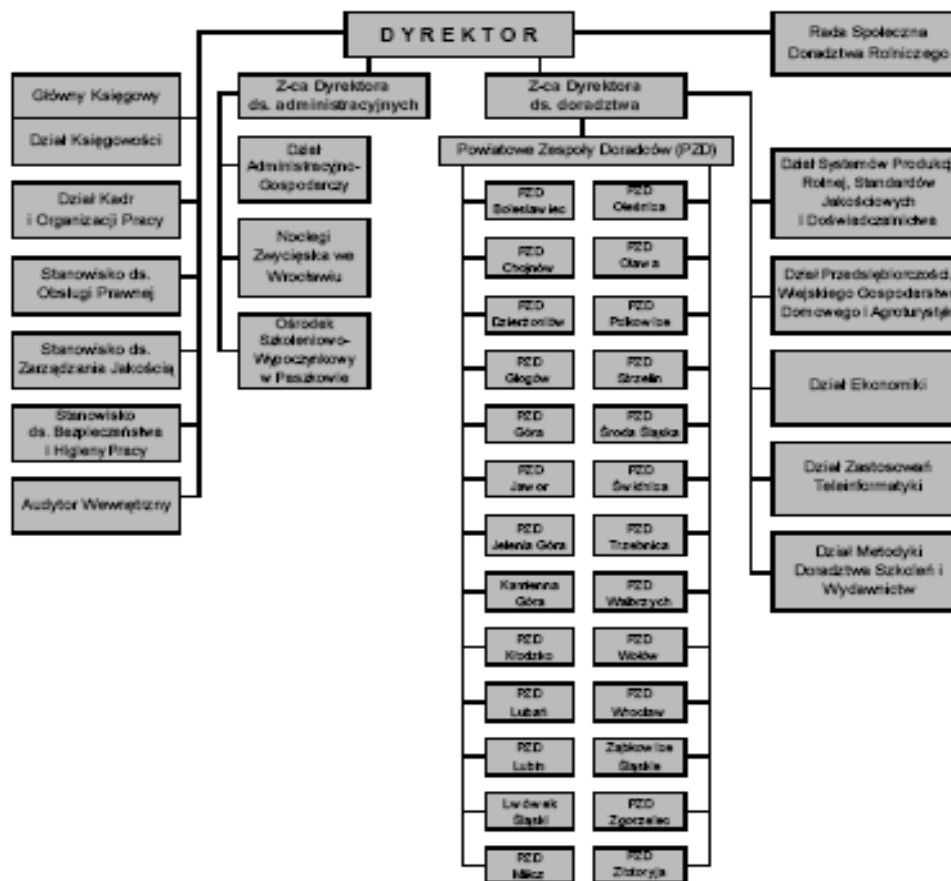 DYREKTOR
Rada Społeczna
Doradztwa Rolniczego
Z-ca Dyrektora
ds. administracyjnych
Z-ca Dyrektora
ds. doradztwa
Główny Księgowy
Dział Księgowości
Dział Kadr
i Organizacji Pracy
Stanowisko ds.
Obsługi Prawnej
Stanowisko ds.
Zarządzania Jakością
Stanowisko
ds. Bezpieczeństwa
i Higieny Pracy
Audytor Wewnętrzny
Dział
Administracyjno-
Gospodarczy
Noclegi
Zwycięska we
Wrocławiu
Ośrodek
Szkoleniowo-
Wypoczynkowy
w Paszkowie
Powiatowe Zespoły Doradców (PZD)
PZD
Bolesławiec
PZD
Chojnów
PZD
Dzierżoniów
PZD
Głogów
PZD
Góra
PZD
Jawor
PZD
Jelenia Góra
Kamienna
Góra
PZD
Kłodzko
PZD
Lubań
PZD
Lubin
Lwówek
Śląski
PZD
Milicz
PZD
Oleśnica
PZD
Oława
PZD
Polkowice
PZD
Strzelin
PZD
Środa Śląska
PZD
Świdnica
PZD
Trzebnica
PZD
Wałbrzych
PZD
Wołów
PZD
Wrocław
Ząbkowice
Śląskie
PZD
Zgorzelec
PZD
Złotoryja
Dział Systemów Produkcj
Rolnej, Standardów
Jakościowych
i Doświadczalnictwa
Dział Przedsiębiorczości,
Wiejskiego Gospodarstwa
Domowego i Agroturystyk
Dział Ekonomiki
Dział Zastosowań
Teleinformatyki
Dział Metodyki
Doradztwa Szkoleń i
Wydawnictw